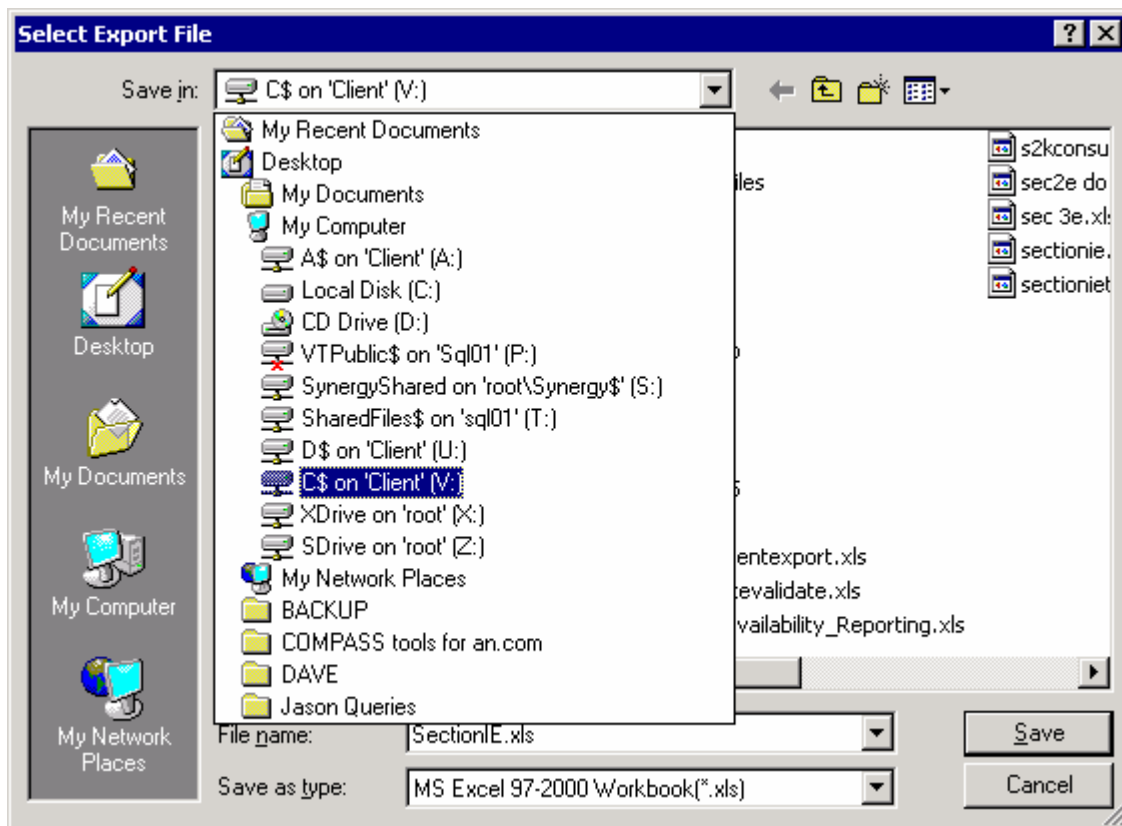 Select Export File
Save in:
C$ on 'Client' (V:)
My Recent Documents
Desktop
My Documents
My Computer
A$ on 'Client' (A:)
Local Disk (C:)
CD Drive (D:)
VTPublic$ on 'Sql01' (P:)
SynergyShared on 'root\Synergy$' (S:)
SharedFiles$ on 'sql01' (T:)
D$ on 'Client' (U:)
C$ on 'Client' (V:)
XDrive on 'root' (X:)
SDrive on 'root' (Z:)
My Network Places
BACKUP
COMPASS tools for an.com
DAVE
Jason Queries
My Recent
Documents
Desktop
My Documents
My Computer
My Network
Places
iles
entexport.xls
evalidate.xls
vailability_Reporting.xls
s2kconsu
sec2e do
sec 3e.xl
sectionie.
sectioniet
File name:
SectionIE.xls
Save
Save as type:
MS Excel 97-2000 Workbook(*.xls)
Cancel